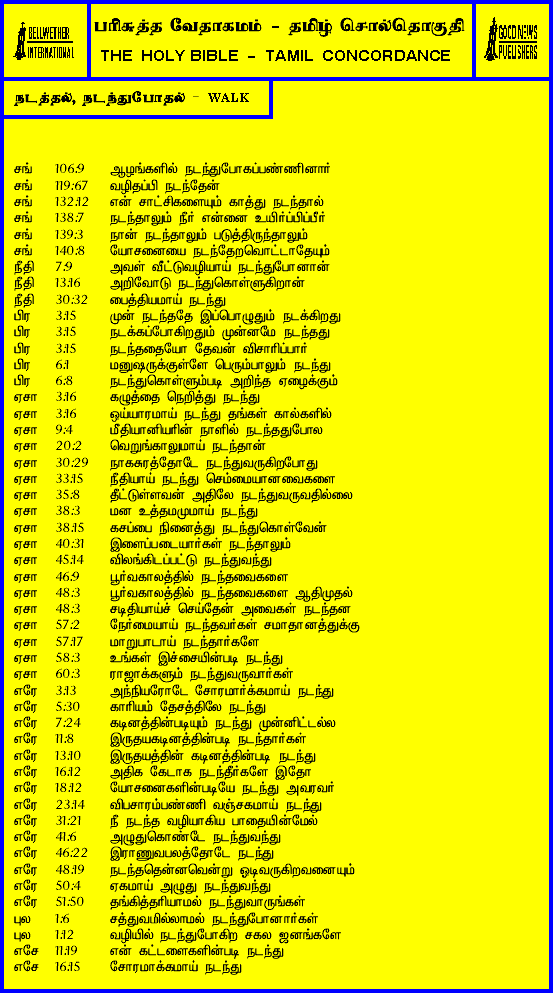 BELLWETHER
INTERNATIONAL
பரிசுத்த வேதாகமம் - தமிழ் சொல்தொகுதி
THE HOLY BIBLE - TAMIL CONCORDANCE
GOOD NEWS
PUBLISHERS
நடத்தல், நடந்துபோதல் - WALK
சங் 106:9 ஆழங்களில் நடந்துபோகப்பண்ணினார்
சங் 119:67 வழிதப்பி நடந்தேன்
சங் 132:12 என் சாட்சிகளையும் காத்து நடந்தால்
சங் 138:7 நடந்தாலும் நீர் என்னை உயிர்ப்பிப்பீர்
சங் 139:3 நான் நடந்தாலும் படுத்திருந்தாலும்
சங் 140:8 யோசனையை நடந்தேறவொட்டாதேயும்
நீதி 7:9 அவள் வீட்டுவழியாய் நடந்துபோனான்
நீதி 13:16 அறிவோடு நடந்துகொள்ளுகிறான்
நீதி 30:32 பைத்தியமாய் நடந்து
பிர 3:15 முன் நடந்ததே இப்பொழுதும் நடக்கிறது
பிர 3:15 நடக்கப்போகிறதும் முன்னமே நடந்தது
பிர 3:15 நடந்ததையோ தேவன் விசாரிப்பார்
பிர 6:1 மனுஷருக்குள்ளே பெரும்பாலும் நடந்து
பிர 6:8 நடந்துகொள்ளும்படி அறிந்த ஏழைக்கும்
ஏசா 3:16 கழுத்தை நெறித்து நடந்து
ஏசா 3:16 ஒய்யாரமாய் நடந்து தங்கள் கால்களில்
ஏசா 9:4 மீதியானியரின் நாளில் நடந்ததுபோல
ஏசா 20:2 வெறுங்காலுமாய் நடந்தான்
ஏசா 30:29 நாகசுரத்தோடே நடந்துவருகிறபோது
ஏசா 33:15 நீதியாய் நடந்து செம்மையானவைகளை
ஏசா 35:8 தீட்டுள்ளவன் அதிலே நடந்துவருவதில்லை
ஏசா 38:3 மன உத்தமமுமாய் நடந்து
ஏசா 38:15 கசப்பை நினைத்து நடந்துகொள்வேன்
ஏசா 40:31 இளைப்படையார்கள் நடந்தாலும்
ஏசா 45:14 விலங்கிடப்பட்டு நடந்துவந்து
ஏசா 46:9 பூர்வகாலத்தில் நடந்தவைகளை
ஏசா 48:3 பூர்வகாலத்தில் நடந்தவைகளை ஆதிமுதல்
ஏசா 48:3 சடிதியாய்ச் செய்தேன் அவைகள் நடந்தன
ஏசா 57:2 நேர்மையாய் நடந்தவர்கள் சமாதானத்துக்கு
ஏசா 57:17 மாறுபாடாய் நடந்தார்களே
ஏசா 58:3 உங்கள் இச்சையின்படி நடந்து
ஏசா 60:3 ராஜாக்களும் நடந்துவருவார்கள்
எரே 3:13 அந்நியரோடே சோரமார்க்கமாய் நடந்து
எரே 5:30 காரியம் தேசத்திலே நடந்து
எரே 7:24 கடினத்தின்படியும் நடந்து முன்னிட்டல்ல
எரே 11:8 இருதயகடினத்தின்படி நடந்தார்கள்
எரே 13:10 இருதயத்தின் கடினத்தின்படி நடந்து
எரே 16:12 அதிக கேடாக நடந்தீர்களே இதோ
எரே 18:12 யோசனைகளின்படியே நடந்து அவரவர்
எரே 23:14 விபசாரம்பண்ணி வஞ்சகமாய் நடந்து
எரே 31:21 நீ நடந்த வழியாகிய பாதையின்மேல்
எரே 41:6 அழுதுகொண்டே நடந்துவந்து
எரே 46:22 இராணுவபலத்தோடே நடந்து
எரே 48:19 நடந்ததென்னவென்று ஓடிவருகிறவனையும்
எரே 50:4 ஏகமாய் அழுது நடந்துவந்து
எரே 51:50 தங்கித்தரியாமல் நடந்துவாருங்கள்
புல 1:6 சத்துவமில்லாமல் நடந்துபோனார்கள்
புல 1:12 வழியில் நடந்துபோகிற சகல ஜனங்களே
எசே 11:19 என் கட்டளைகளின்படி நடந்து
எசே 16:15 சோரமாக்கமாய் நடந்து